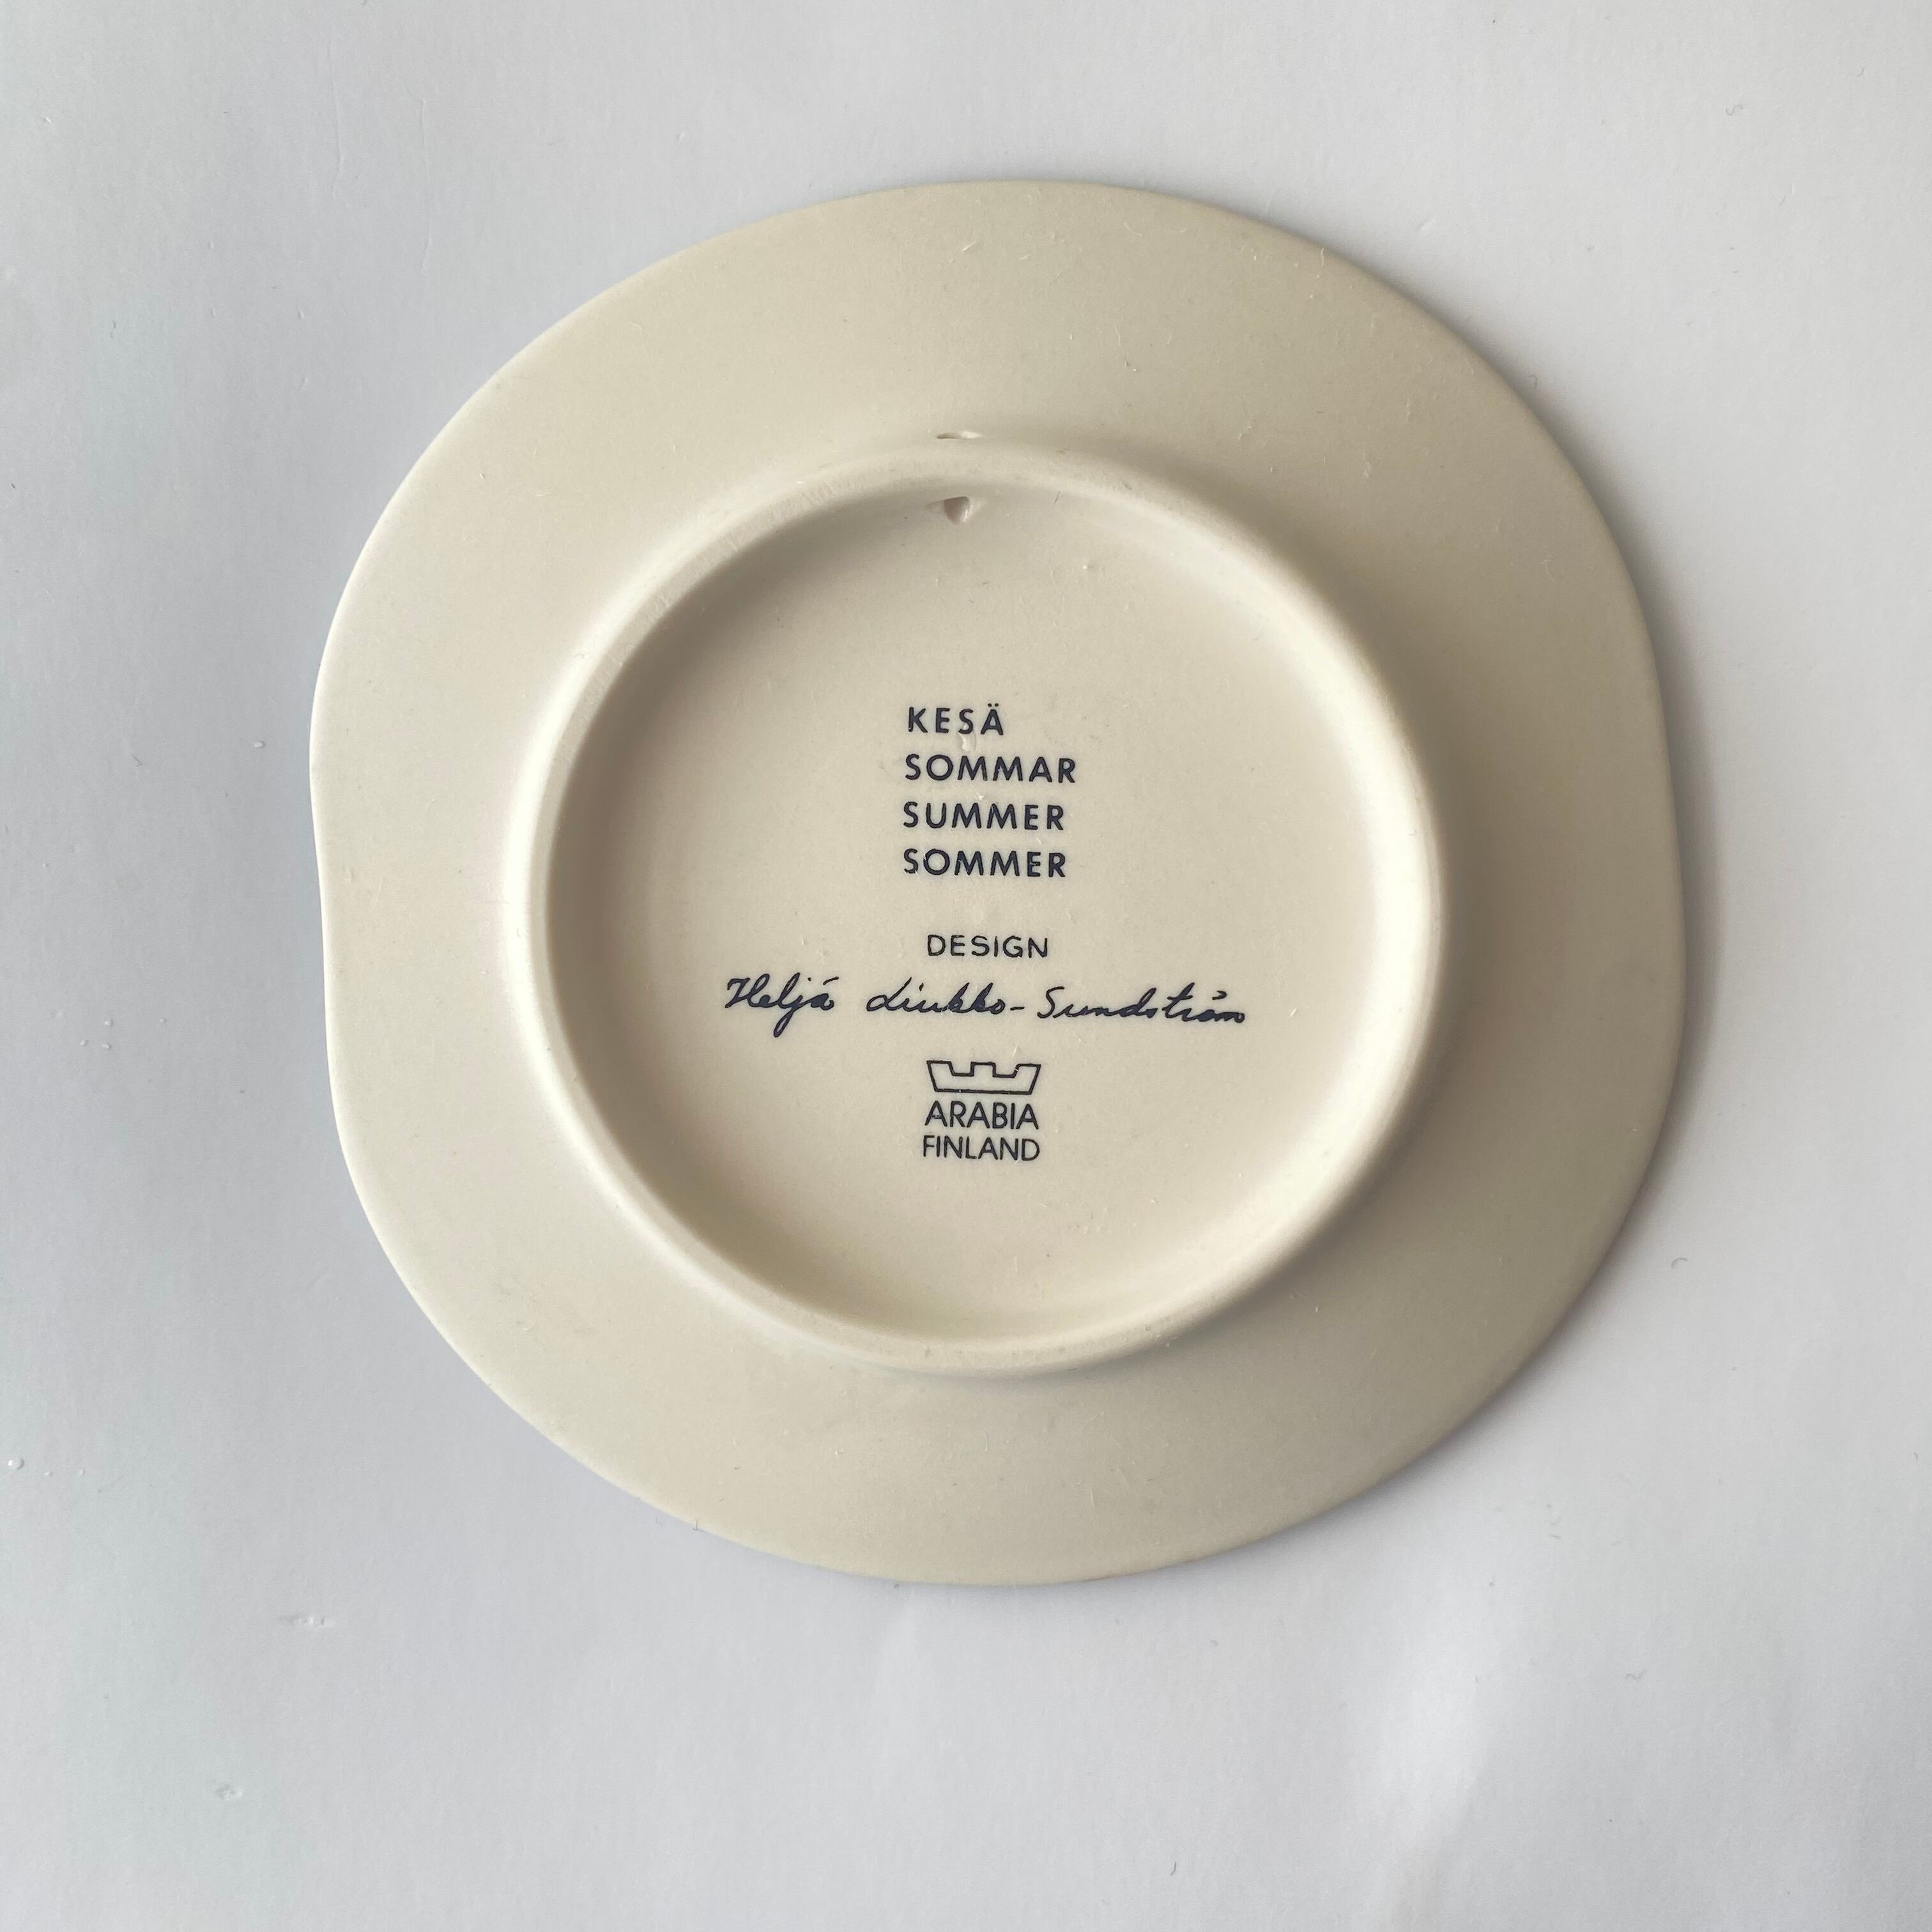 KESÄ
SOMMAR
SUMMER
SOMMER
DESIGN
Heljä Liukko-Sundström
ARABIA
FINLAND